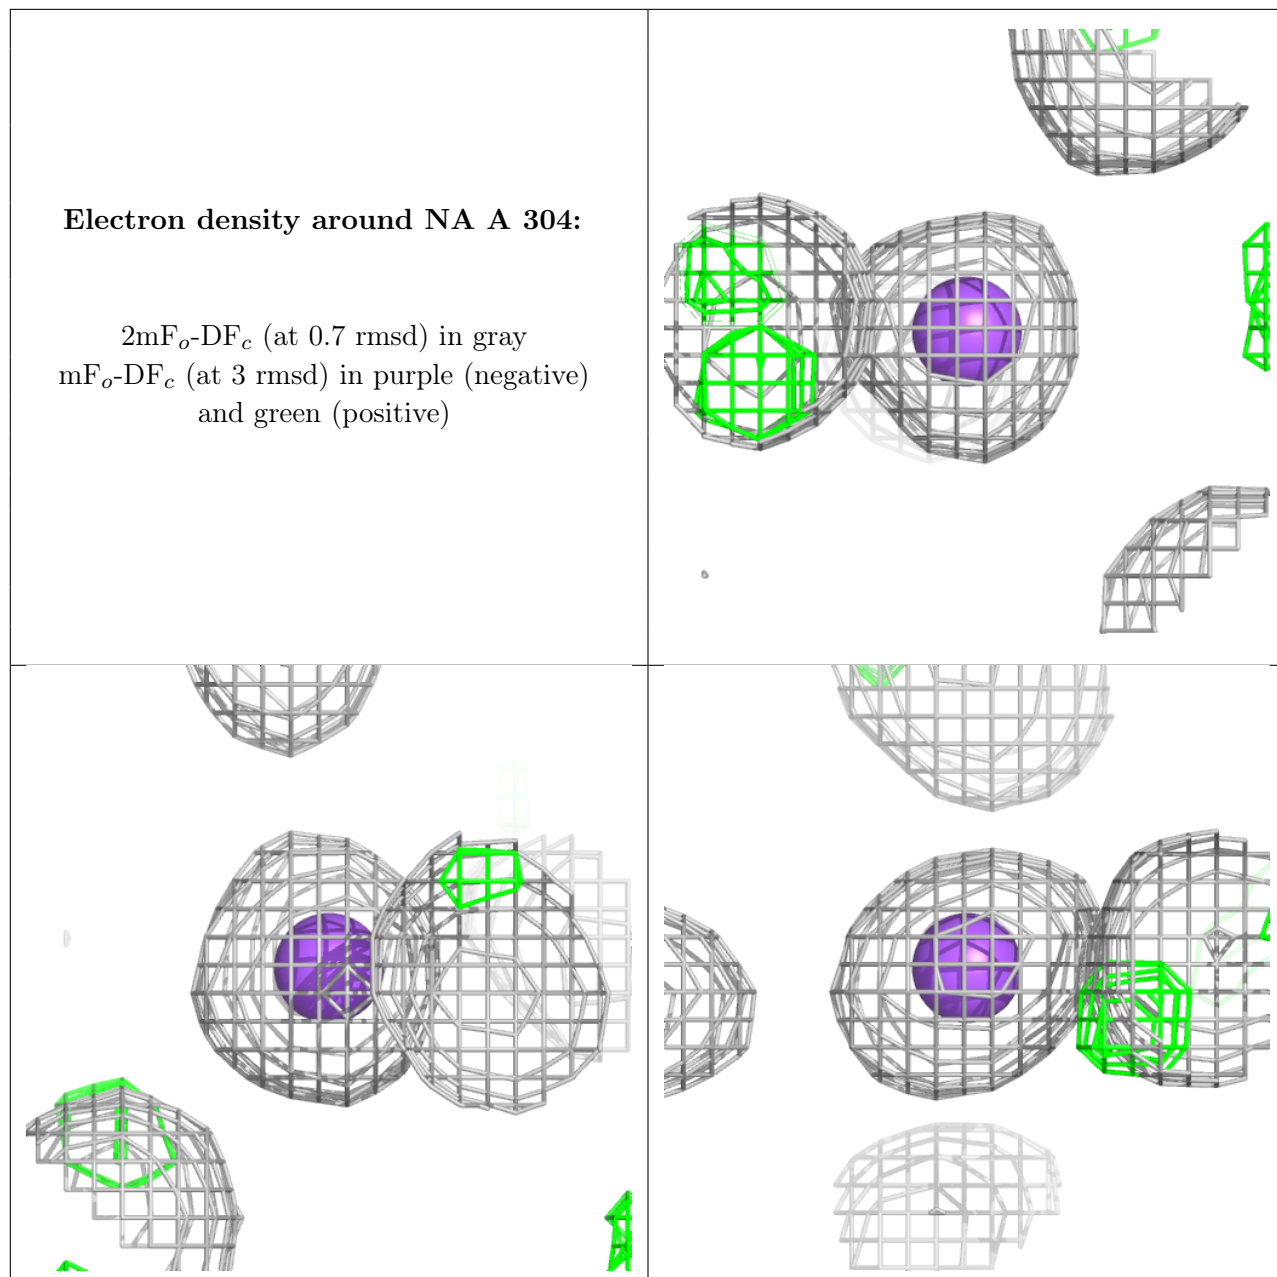 Electron density around NA A 304:
2mFₒ-DF𝒸 (at 0.7 rmsd) in gray
mFₒ-DF𝒸 (at 3 rmsd) in purple (negative)
and green (positive)